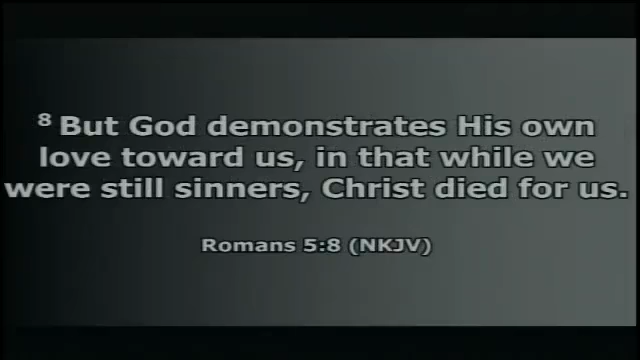 8 But God demonstrates His own
love toward us, in that while we
were still sinners, Christ died for us.
Romans 5:8 (NKJV)